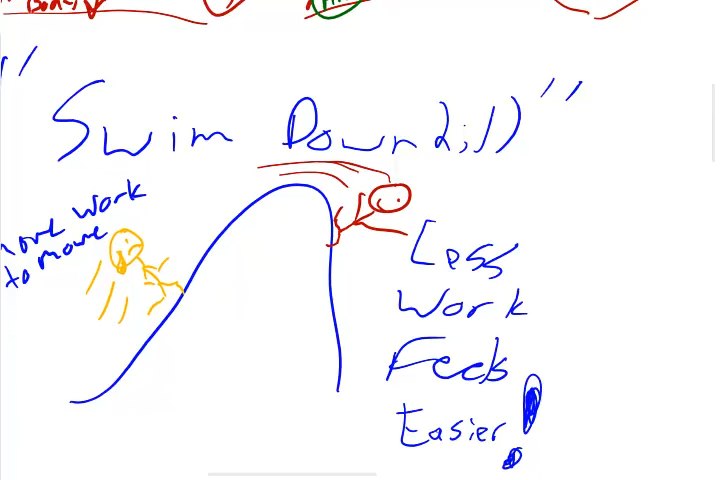 "Swim Downhill"
more work
to move
Less
Work
Feels
Easier!